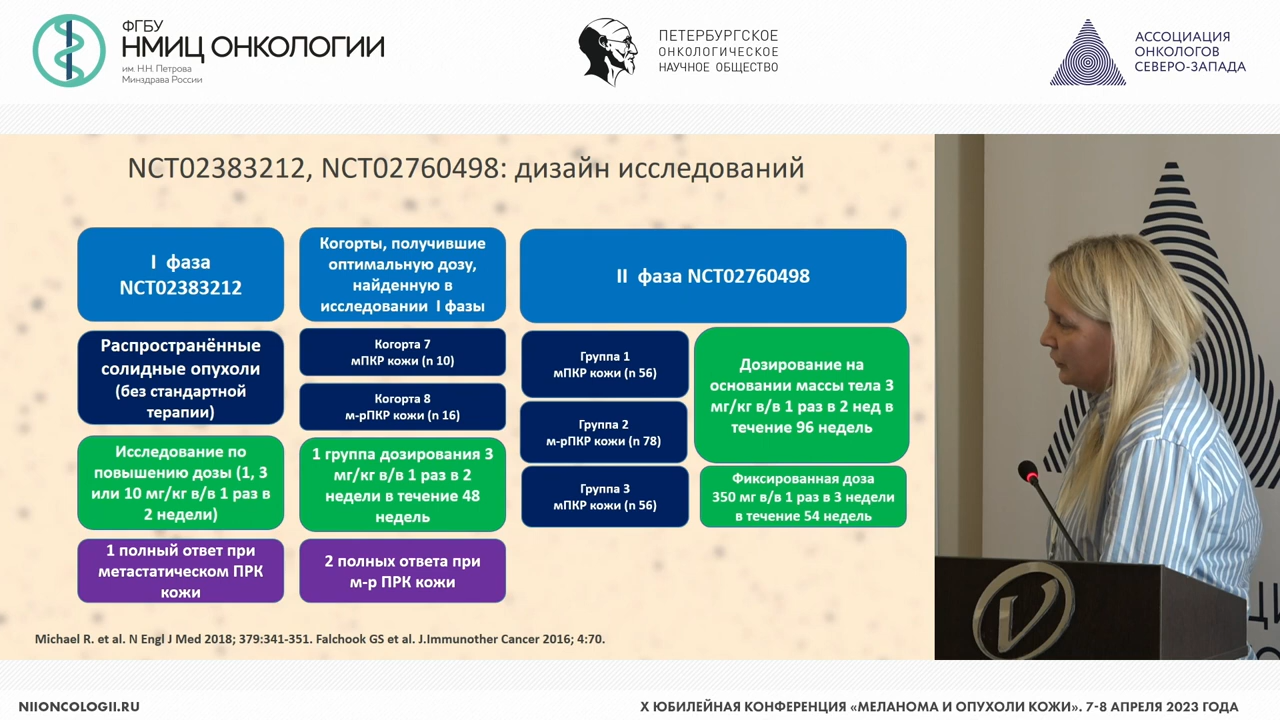 ФГБУ
НМИЦ ОНКОЛОГИИ
им. Н.Н. Петрова
Минздрава России
ПЕТЕРБУРГСКОЕ
ОНКОЛОГИЧЕСКОЕ
НАУЧНОЕ ОБЩЕСТВО
АССОЦИАЦИЯ
ОНКОЛОГОВ
СЕВЕРО-ЗАПАДА
NCT02383212, NCT02760498: дизайн исследований
I фаза
NCT02383212
Распространённые
солидные опухоли
(без стандартной
терапии)
Исследование по
повышению дозы (1, 3
или 10 мг/кг в/в 1 раз в
2 недели)
1 полный ответ при
метастатическом ПРК
кожи
Когорты, получившие
оптимальную дозу,
найденную в
исследовании I фазы
Когорта 7
мПКР кожи (n 10)
Когорта 8
м-рПКР кожи (n 16)
1 группа дозирования 3
мг/кг в/в 1 раз в 2
недели в течение 48
недель
2 полных ответа при
м-р ПРК кожи
II фаза NCT02760498
Группа 1
мПКР кожи (n 56)
Группа 2
м-рПКР кожи (n 78)
Группа 3
мПКР кожи (n 56)
Дозирование на
основании массы тела 3
мг/кг в/в 1 раз в 2 нед в
течение 96 недель
Фиксированная доза
350 мг в/в 1 раз в 3 недели
в течение 54 недель
Michael R. et al. N Engl J Med 2018; 379:341-351. Falchook GS et al. J.Immunother Cancer 2016; 4:70.
NIIONCOLOGII.RU
X ЮБИЛЕЙНАЯ КОНФЕРЕНЦИЯ «МЕЛАНОМА И ОПУХОЛИ КОЖИ». 7-8 АПРЕЛЯ 2023 ГОДА